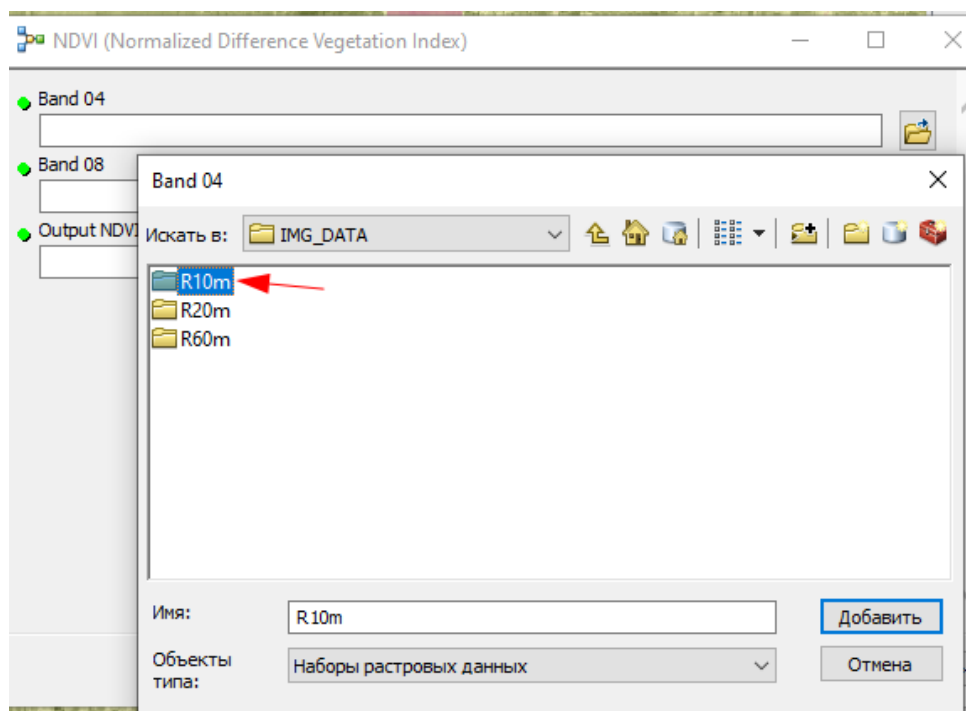 NDVI (Normalized Difference Vegetation Index)
Band 04
Band 08
Output NDVI
Band 04
Искать в: IMG_DATA
R10m
R20m
R60m
Имя: R10m Добавить
Объекты типа: Наборы растровых данных Отмена